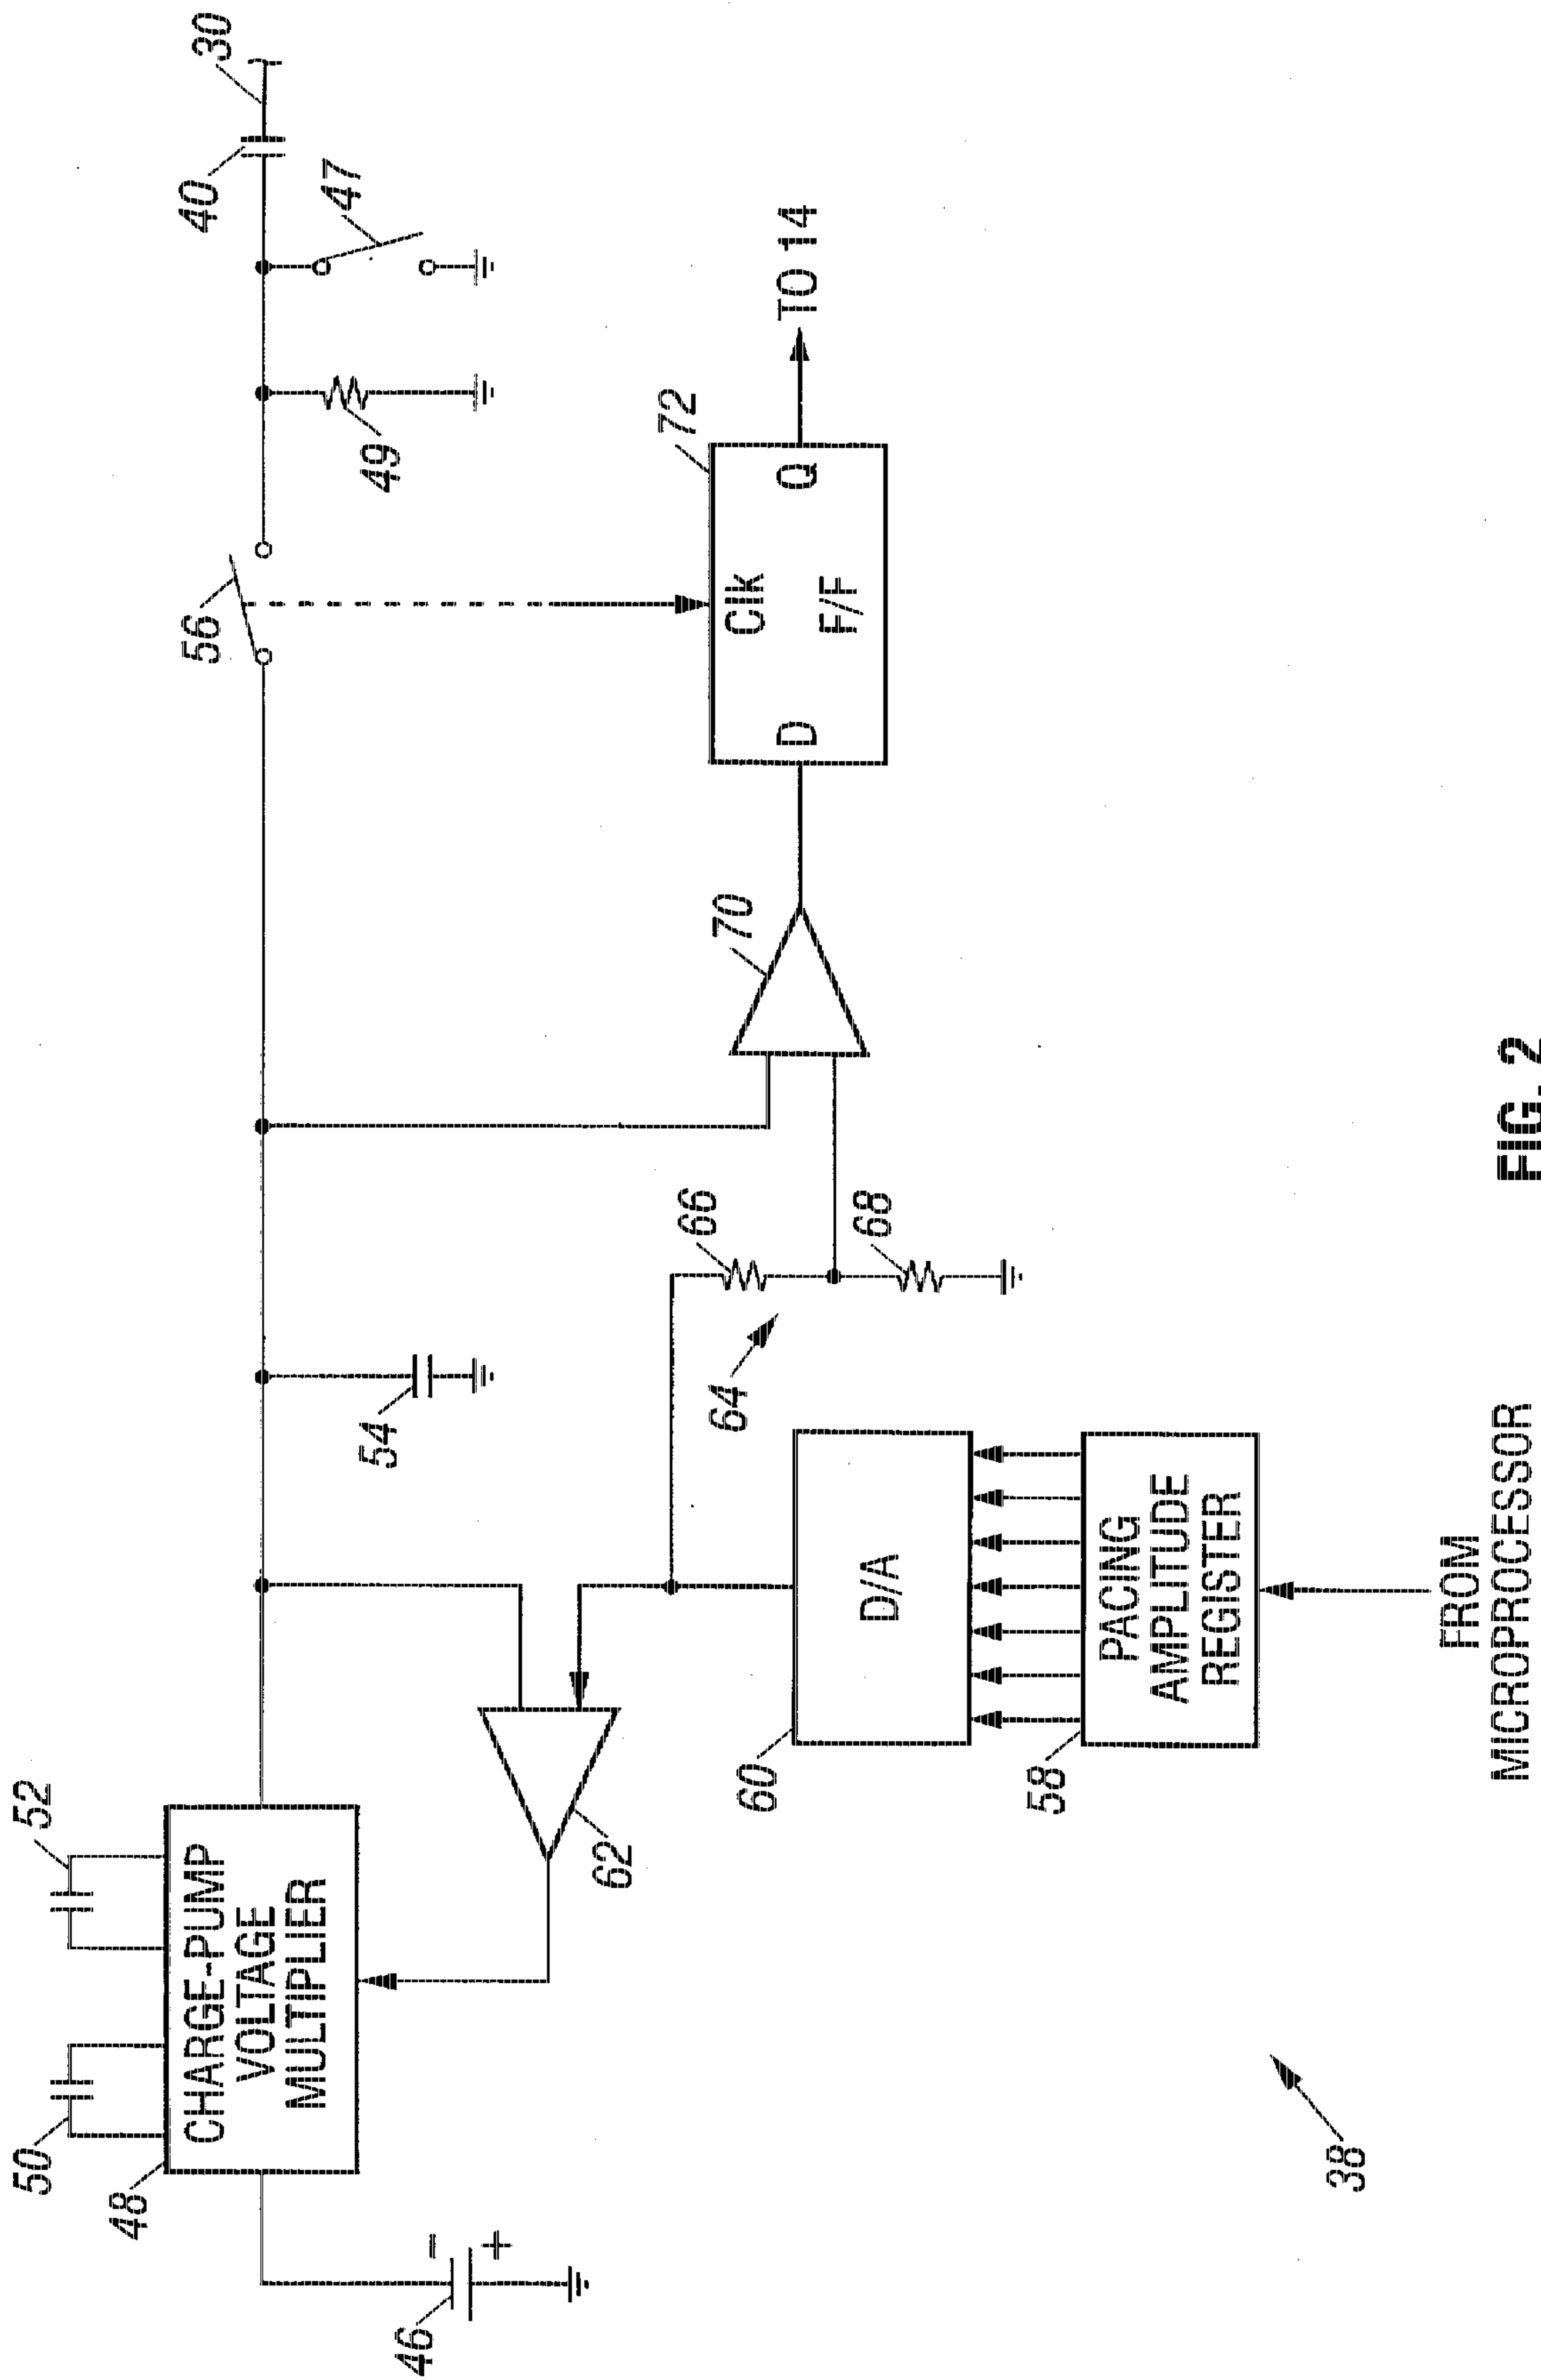 50
52
48
CHARGE-PUMP
VOLTAGE
MULTIPLIER
46
-
+
62
54
56
49
40
47
30
60
D/A
58
PACING
AMPLITUDE
REGISTER
FROM
MICROPROCESSOR
64
66
68
70
72
D
Clk
F/F
Q
TO 14
38
FIG. 2